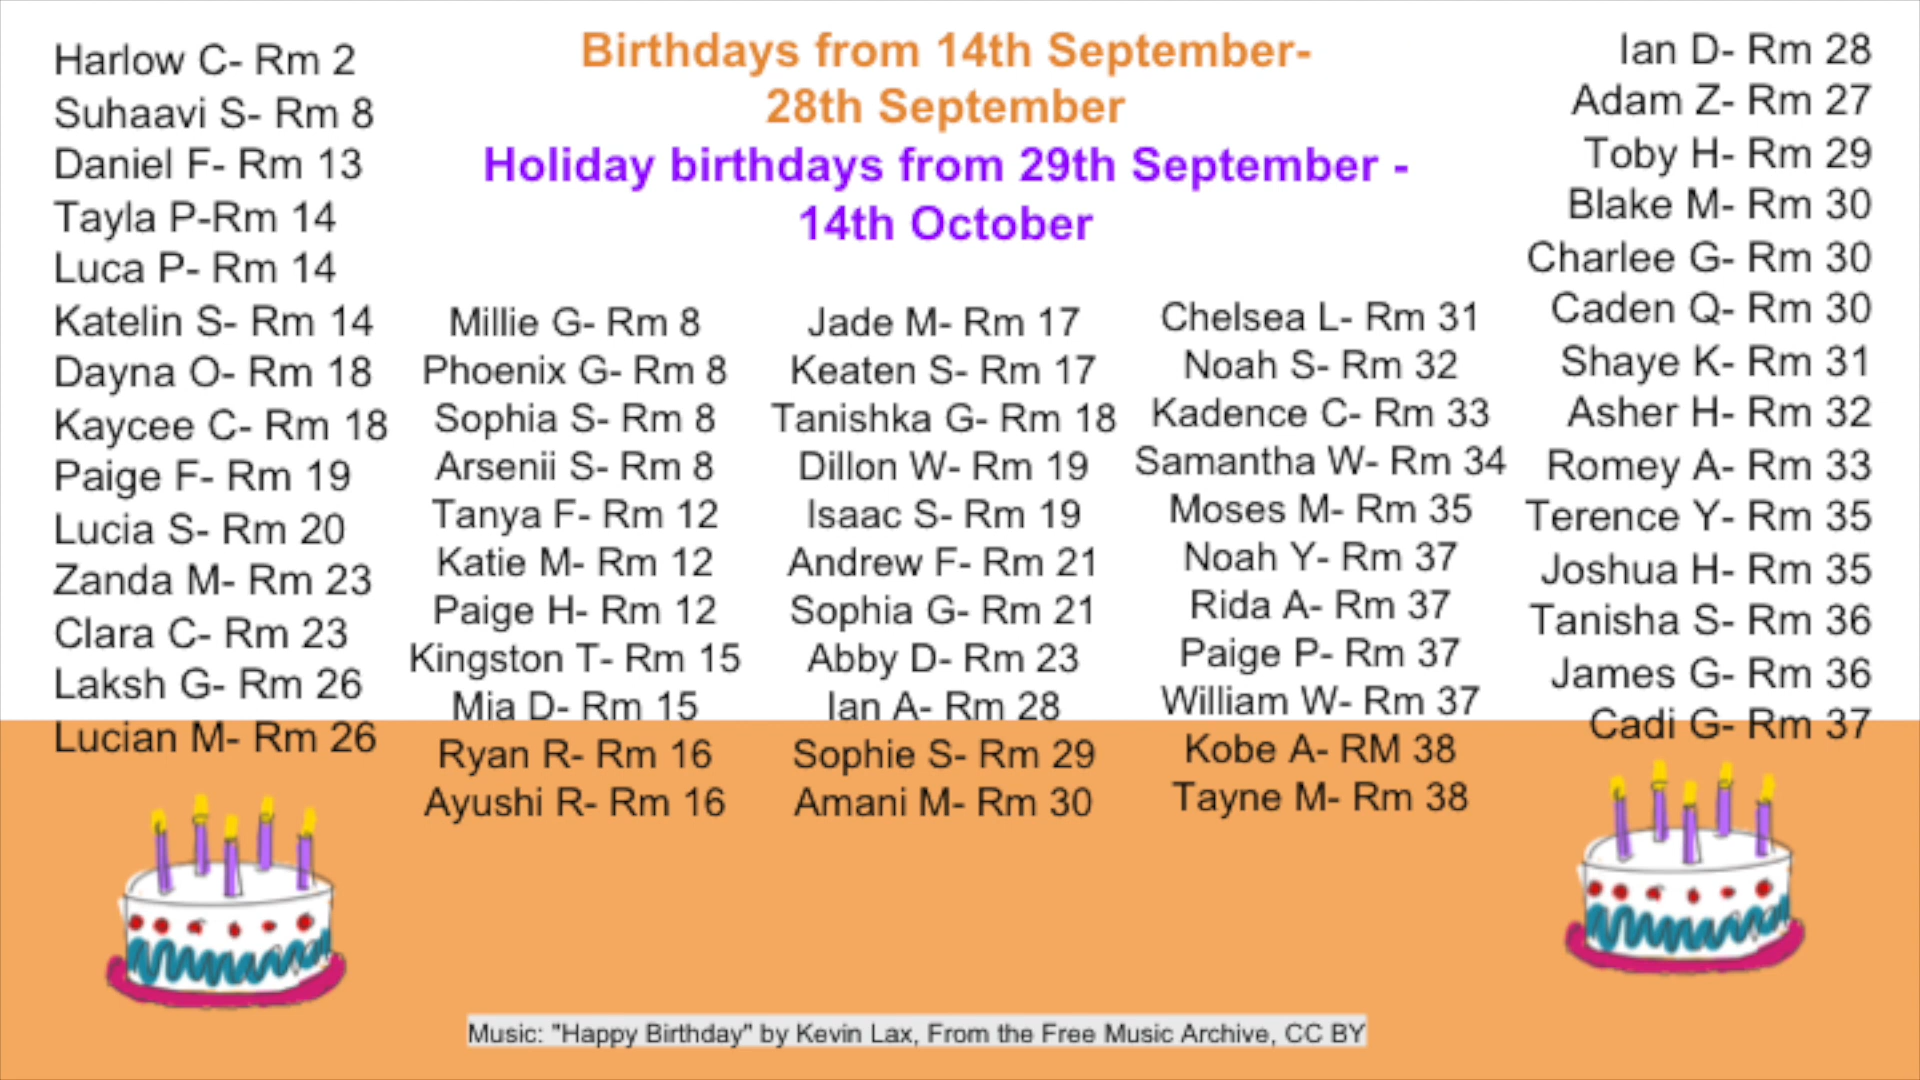 Birthdays from 14th September-
28th September
Holiday birthdays from 29th September -
14th October
Harlow C- Rm 2
Suhaavi S- Rm 8
Daniel F- Rm 13
Tayla P-Rm 14
Luca P- Rm 14
Katelin S- Rm 14
Dayna O- Rm 18
Kaycee C- Rm 18
Paige F- Rm 19
Lucia S- Rm 20
Zanda M- Rm 23
Clara C- Rm 23
Laksh G- Rm 26
Lucian M- Rm 26
Millie G- Rm 8
Phoenix G- Rm 8
Sophia S- Rm 8
Arsenii S- Rm 8
Tanya F- Rm 12
Katie M- Rm 12
Paige H- Rm 12
Kingston T- Rm 15
Mia D- Rm 15
Ryan R- Rm 16
Ayushi R- Rm 16
Jade M- Rm 17
Keaten S- Rm 17
Tanishka G- Rm 18
Dillon W- Rm 19
Isaac S- Rm 19
Andrew F- Rm 21
Sophia G- Rm 21
Abby D- Rm 23
Ian A- Rm 28
Sophie S- Rm 29
Amani M- Rm 30
Chelsea L- Rm 31
Noah S- Rm 32
Kadence C- Rm 33
Samantha W- Rm 34
Moses M- Rm 35
Noah Y- Rm 37
Rida A- Rm 37
Paige P- Rm 37
William W- Rm 37
Kobe A- RM 38
Tayne M- Rm 38
Ian D- Rm 28
Adam Z- Rm 27
Toby H- Rm 29
Blake M- Rm 30
Charlee G- Rm 30
Caden Q- Rm 30
Shaye K- Rm 31
Asher H- Rm 32
Romey A- Rm 33
Terence Y- Rm 35
Joshua H- Rm 35
Tanisha S- Rm 36
James G- Rm 36
Cadi G- Rm 37
Music: "Happy Birthday" by Kevin Lax, From the Free Music Archive, CC BY